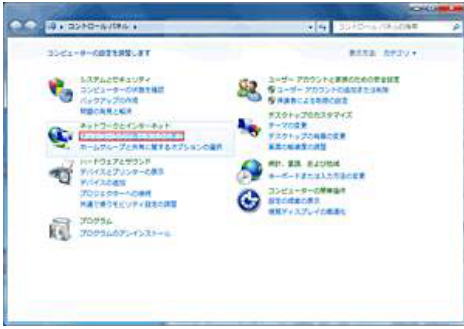 コントロール パネル
コントロール パネルの検索
コンピューターの設定を調整します
表示方法: カテゴリ
システムとセキュリティ
コンピューターの状態を確認
バックアップの作成
問題の発見と解決
ネットワークとインターネット
ホームグループと共有に関するオプションの選択
ハードウェアとサウンド
デバイスとプリンターの表示
デバイスの追加
プロジェクターへの接続
共通で使うモビリティ設定の調整
プログラム
プログラムのアンインストール
ユーザー アカウントと家族のための安全設定
ユーザー アカウントの追加または削除
保護者による制限の設定
デスクトップのカスタマイズ
テーマの変更
デスクトップの背景の変更
画面の解像度の調整
時計、言語、および地域
キーボードまたは入力方法の変更
コンピューターの簡単操作
設定の提案の表示
視覚ディスプレイの最適化